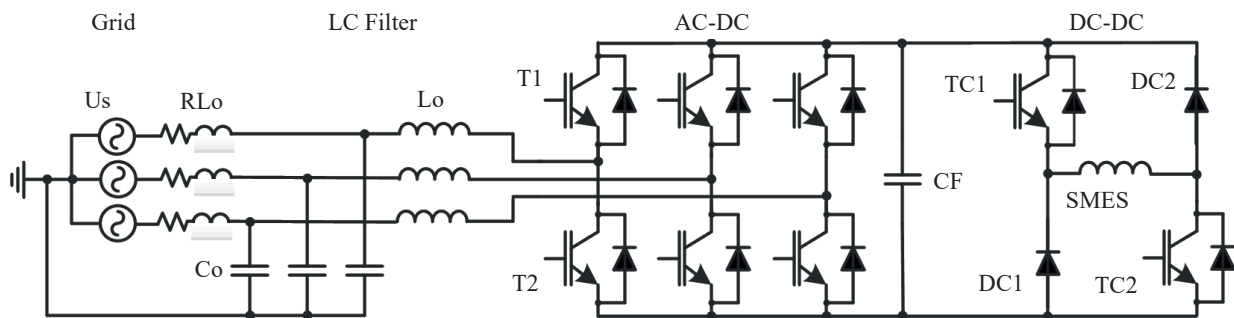 Grid
LC Filter
AC-DC
DC-DC
T1
TC1
DC2
Us
RLo
Lo
CF
SMES
Co
T2
DC1
TC2